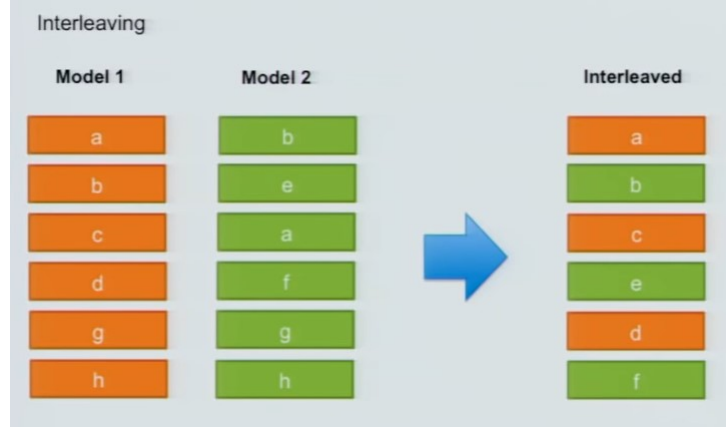 Interleaving
Model 1 Model 2 Interleaved
a b a
b e b
c a c
d f e
g g d
h h f